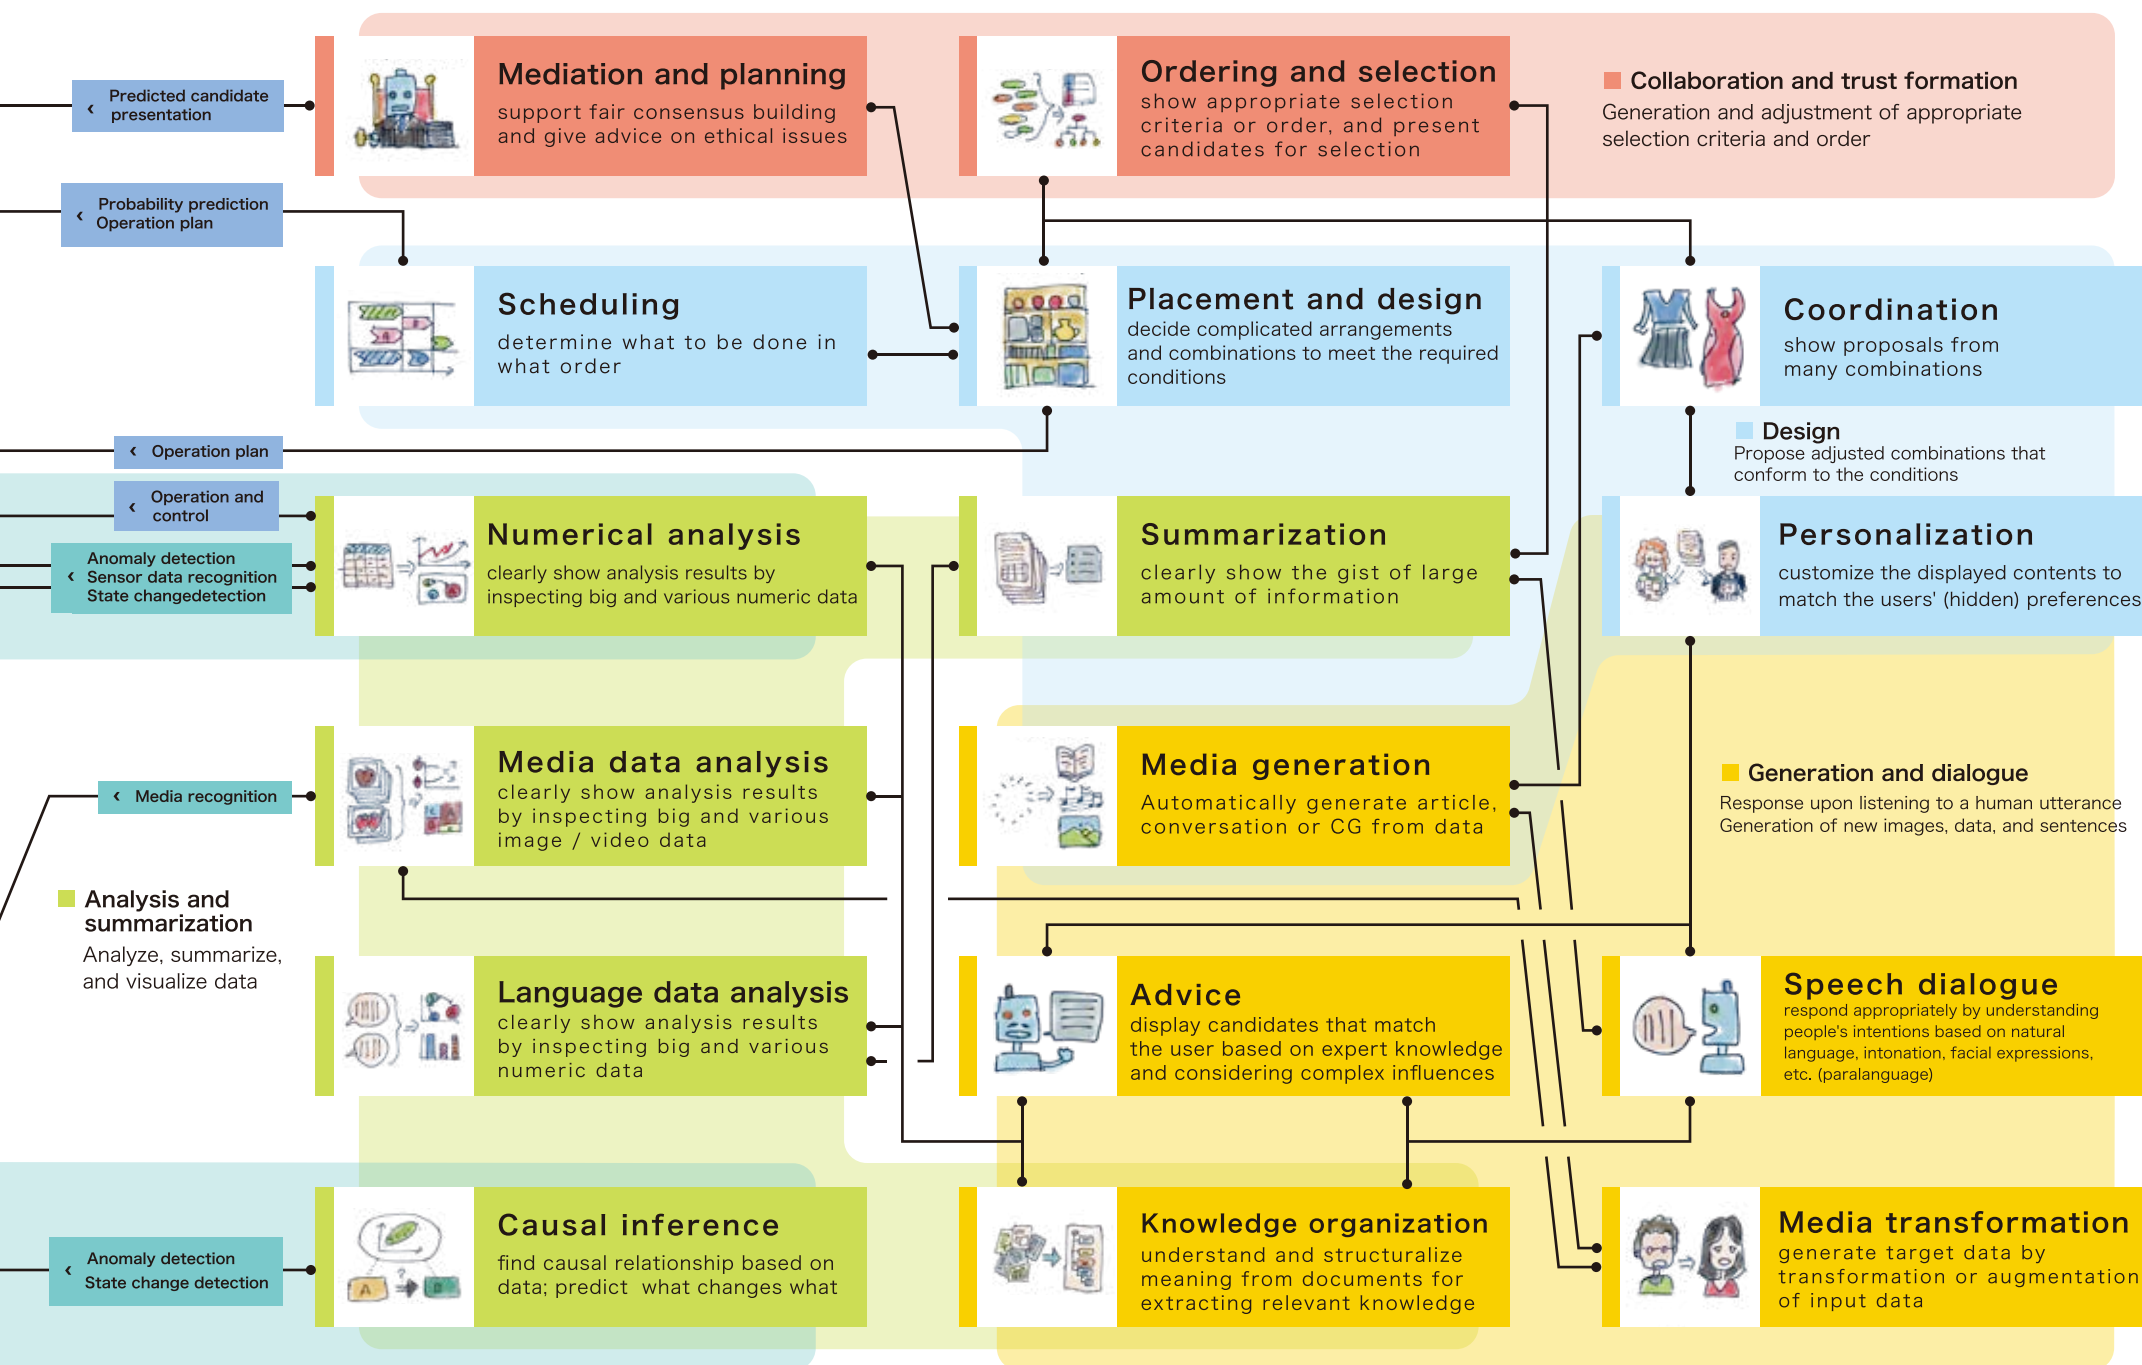 Mediation and planning
support fair consensus building
and give advice on ethical issues
Ordering and selection
show appropriate selection
criteria or order, and present
candidates for selection
Collaboration and trust formation
Generation and adjustment of appropriate
selection criteria and order
‹ Predicted candidate
presentation
‹ Probability prediction
Operation plan
Scheduling
determine what to be done in
what order
Placement and design
decide complicated arrangements
and combinations to meet the required
conditions
Coordination
show proposals from
many combinations
Design
Propose adjusted combinations that
conform to the conditions
‹ Operation plan
‹ Operation and
control
‹ Anomaly detection
Sensor data recognition
State changedetection
Numerical analysis
clearly show analysis results by
inspecting big and various numeric data
Summarization
clearly show the gist of large
amount of information
Personalization
customize the displayed contents to
match the users' (hidden) preferences
‹ Media recognition
Media data analysis
clearly show analysis results
by inspecting big and various
image / video data
Media generation
Automatically generate article,
conversation or CG from data
Generation and dialogue
Response upon listening to a human utterance
Generation of new images, data, and sentences
Analysis and
summarization
Analyze, summarize,
and visualize data
Language data analysis
clearly show analysis results
by inspecting big and various
numeric data
Advice
display candidates that match
the user based on expert knowledge
and considering complex influences
Speech dialogue
respond appropriately by understanding
people's intentions based on natural
language, intonation, facial expressions,
etc. (paralanguage)
‹ Anomaly detection
State change detection
A ? B
Causal inference
find causal relationship based on
data; predict what changes what
Knowledge organization
understand and structuralize
meaning from documents for
extracting relevant knowledge
Media transformation
generate target data by
transformation or augmentation
of input data